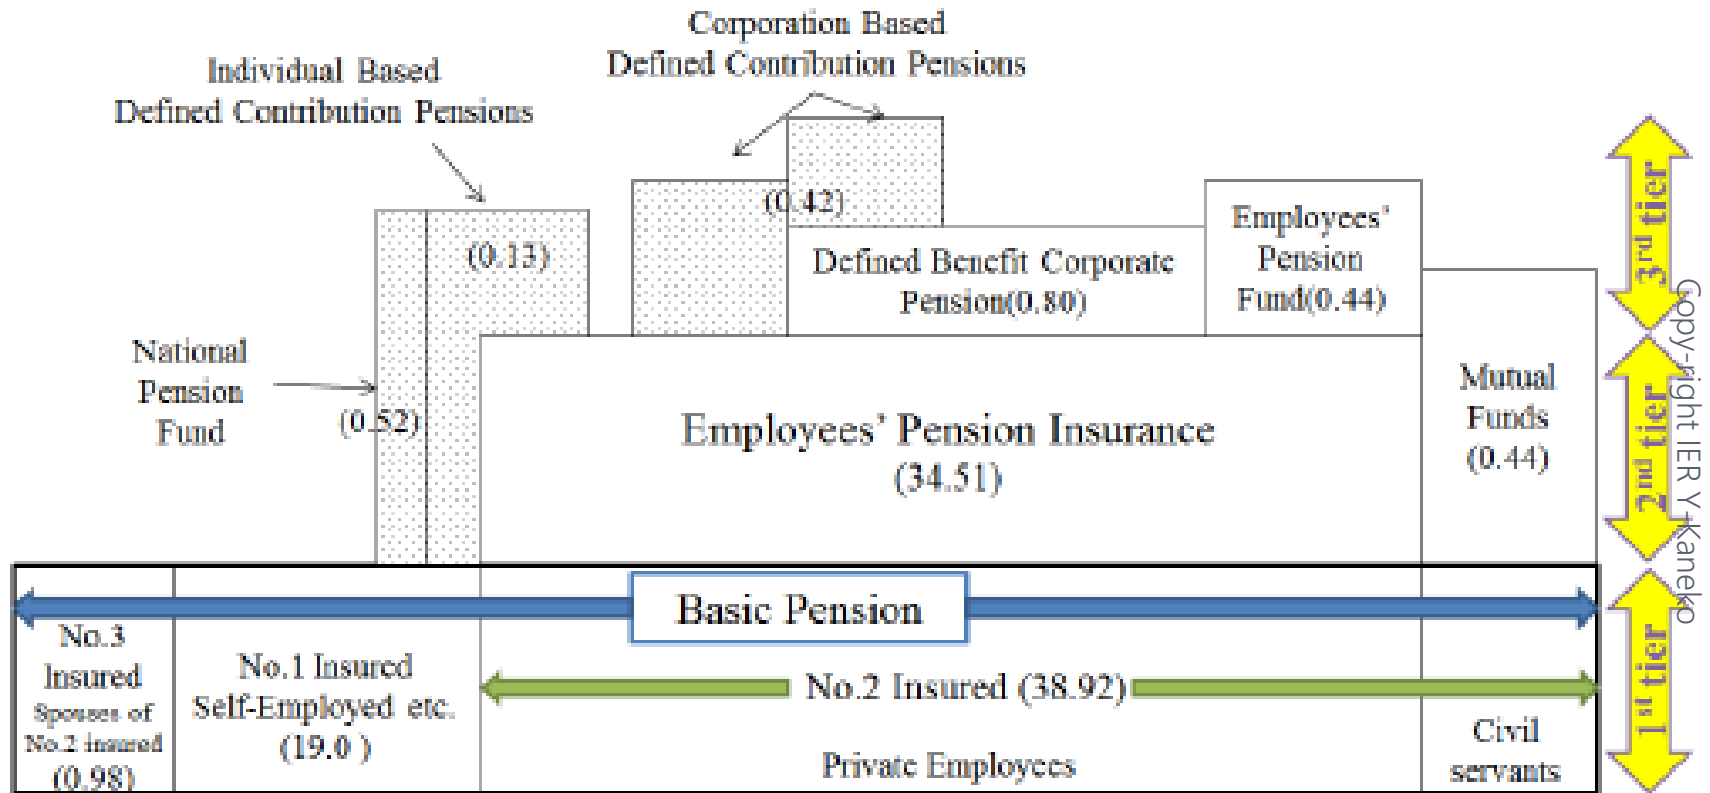 Corporation Based
Defined Contribution Pensions
Individual Based
Defined Contribution Pensions
(0.42)
(0.13)
Employees'
Pension
Fund(0.44)
Defined Benefit Corporate
Pension(0.80)
National
Pension
Fund
(0.52)
Employees' Pension Insurance
(34.51)
Mutual
Funds
(0.44)
3rd tier
2nd tier
1st tier
Basic Pension
No.3
Insured
Spouses of
No.2 insured
(0.98)
No.1 Insured
Self-Employed etc.
(19.0 )
No.2 Insured (38.92)
Private Employees
Civil
servants
Copy-right IER Y-Kaneko